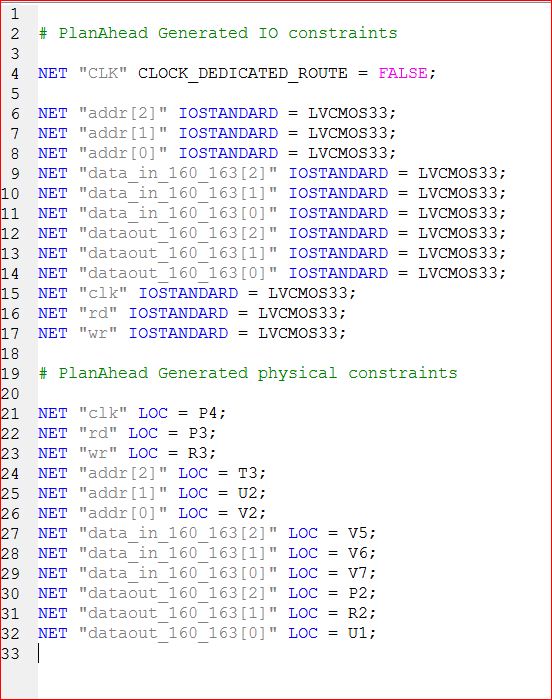 1
2 # PlanAhead Generated IO constraints
3
4 NET "CLK" CLOCK_DEDICATED_ROUTE = FALSE;
5
6 NET "addr[2]" IOSTANDARD = LVCMOS33;
7 NET "addr[1]" IOSTANDARD = LVCMOS33;
8 NET "addr[0]" IOSTANDARD = LVCMOS33;
9 NET "data_in_160_163[2]" IOSTANDARD = LVCMOS33;
10 NET "data_in_160_163[1]" IOSTANDARD = LVCMOS33;
11 NET "data_in_160_163[0]" IOSTANDARD = LVCMOS33;
12 NET "dataout_160_163[2]" IOSTANDARD = LVCMOS33;
13 NET "dataout_160_163[1]" IOSTANDARD = LVCMOS33;
14 NET "dataout_160_163[0]" IOSTANDARD = LVCMOS33;
15 NET "clk" IOSTANDARD = LVCMOS33;
16 NET "rd" IOSTANDARD = LVCMOS33;
17 NET "wr" IOSTANDARD = LVCMOS33;
18
19 # PlanAhead Generated physical constraints
20
21 NET "clk" LOC = P4;
22 NET "rd" LOC = P3;
23 NET "wr" LOC = R3;
24 NET "addr[2]" LOC = T3;
25 NET "addr[1]" LOC = U2;
26 NET "addr[0]" LOC = V2;
27 NET "data_in_160_163[2]" LOC = V5;
28 NET "data_in_160_163[1]" LOC = V6;
29 NET "data_in_160_163[0]" LOC = V7;
30 NET "dataout_160_163[2]" LOC = P2;
31 NET "dataout_160_163[1]" LOC = R2;
32 NET "dataout_160_163[0]" LOC = U1;
33